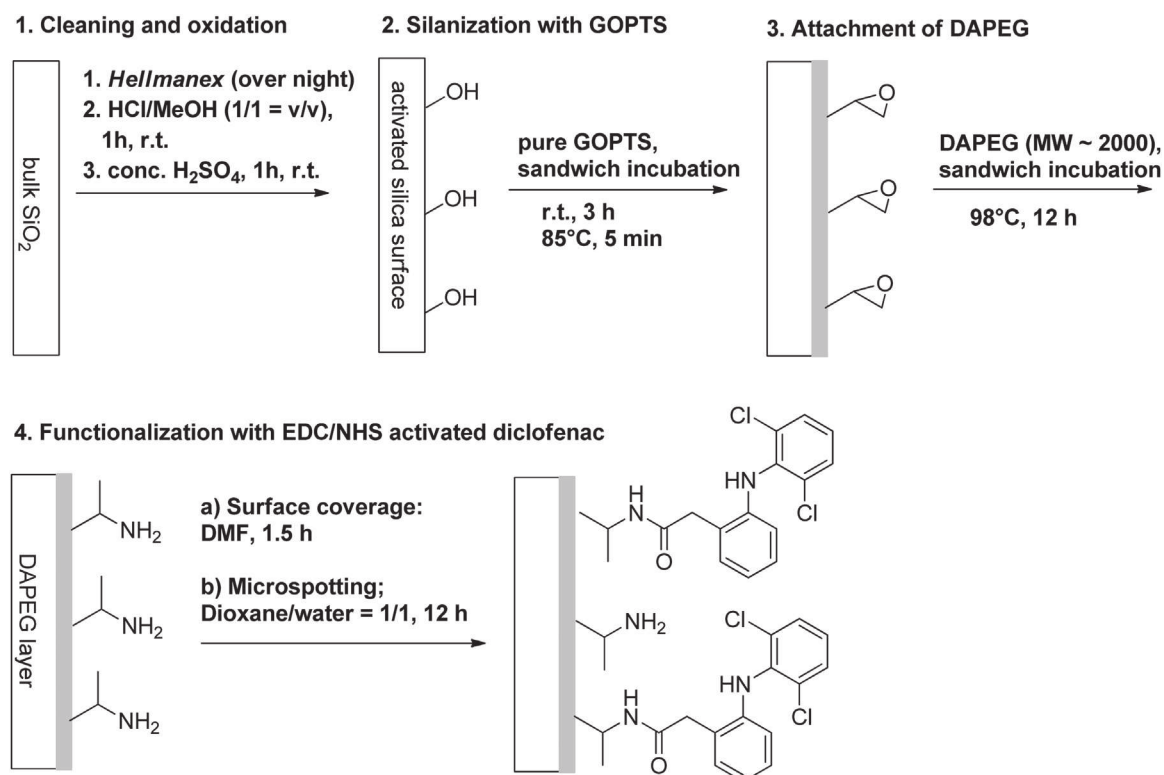 1. Cleaning and oxidation
bulk SiO₂
1. Hellmanex (over night)
2. HCl/MeOH (1/1 = v/v),
1h, r.t.
3. conc. H₂SO₄, 1h, r.t.
2. Silanization with GOPTS
activated silica surface
OH
OH
OH
pure GOPTS,
sandwich incubation
r.t., 3 h
85°C, 5 min
3. Attachment of DAPEG
O
O
O
DAPEG (MW ~ 2000),
sandwich incubation
98°C, 12 h
4. Functionalization with EDC/NHS activated diclofenac
DAPEG layer
NH₂
NH₂
NH₂
a) Surface coverage:
DMF, 1.5 h
b) Microspotting;
Dioxane/water = 1/1, 12 h
Cl
HN
H
N
Cl
O
NH₂
Cl
HN
H
N
Cl
O